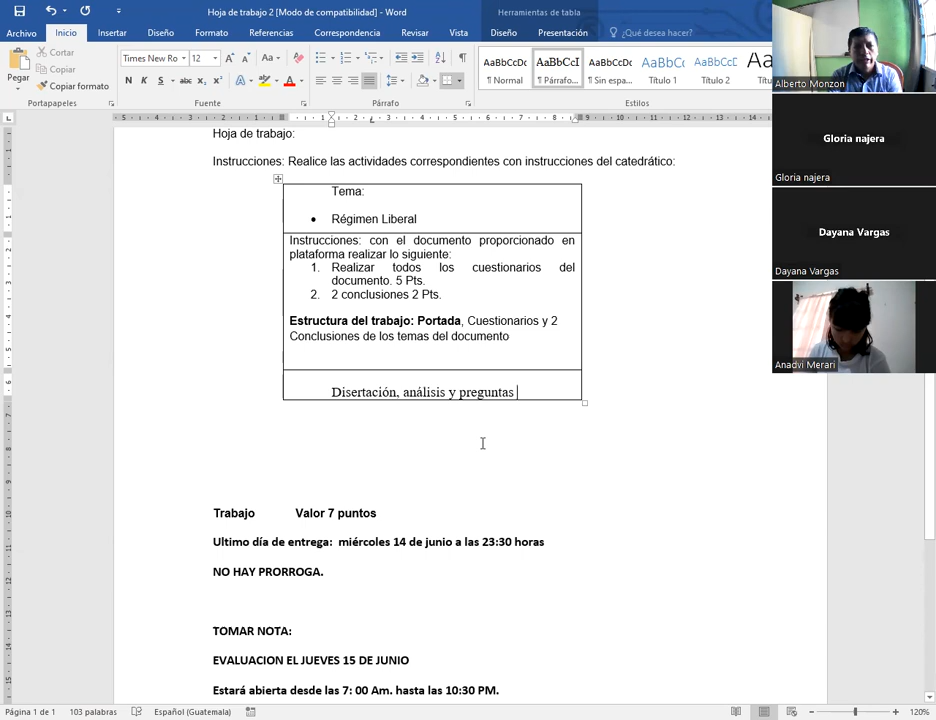 Hoja de trabajo 2 [Modo de compatibilidad] - Word
Herramientas de tabla
Archivo Inicio Insertar Diseño Formato Referencias Correspondencia Revisar Vista Diseño Presentación ¿Qué desea hacer?
Pegar
Cortar
Copiar
Copiar formato
Portapapeles
Times New Ro 12
N K S abc x₂ x²
Fuente
Párrafo
AaBbCcDc AaBbCcI AaBbCcDc AaBbCc AaBbCcD
¶ Normal ¶ Párrafo... ¶ Sin espa... Título 1 Título 2
Estilos
Hoja de trabajo:
Instrucciones: Realice las actividades correspondientes con instrucciones del catedrático:
Tema:
• Régimen Liberal
Instrucciones: con el documento proporcionado en
plataforma realizar lo siguiente:
1. Realizar todos los cuestionarios del
documento. 5 Pts.
2. 2 conclusiones 2 Pts.
Estructura del trabajo: Portada, Cuestionarios y 2
Conclusiones de los temas del documento
Disertación, análisis y preguntas
Trabajo Valor 7 puntos
Ultimo día de entrega: miércoles 14 de junio a las 23:30 horas
NO HAY PRORROGA.
TOMAR NOTA:
EVALUACION EL JUEVES 15 DE JUNIO
Estará abierta desde las 7: 00 Am. hasta las 10:30 PM.
Página 1 de 1 103 palabras Español (Guatemala) 120%
Alberto Monzon
Gloria najera
Gloria najera
Dayana Vargas
Dayana Vargas
Anadvi Merari